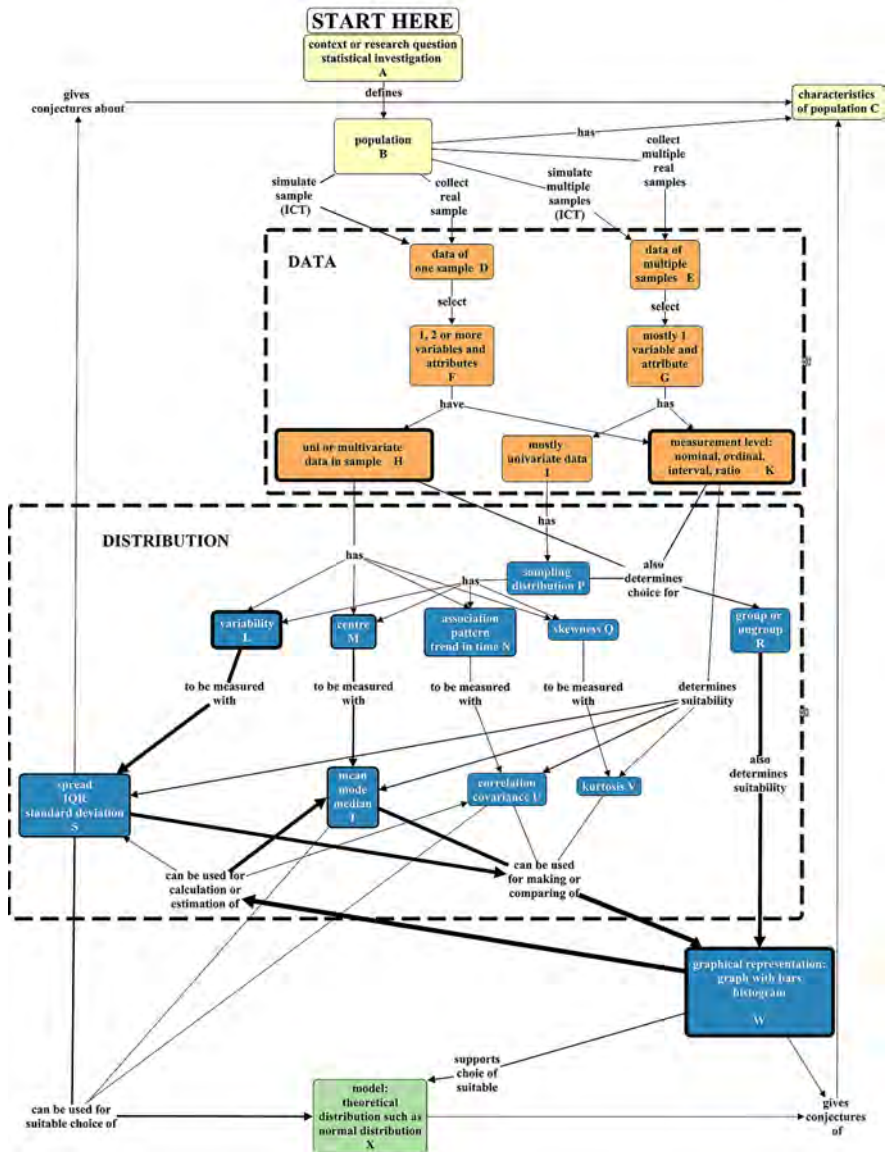 START HERE
context or research question
statistical investigation
A
gives
conjectures about
defines
characteristics
of population C
population
B
has
collect
multiple
real
samples
simulate
sample
(ICT)
collect
real
sample
simulate
multiple
samples
(ICT)
DATA
data of
one sample D
data of
multiple
samples E
select
select
1, 2 or more
variables and
attributes
F
mostly 1
variable and
attribute
G
have
has
uni or multivariate
data in sample H
mostly
univariate data
I
measurement level:
nominal, ordinal,
interval, ratio K
DISTRIBUTION
has
has
has
sampling
distribution P
also
determines
choice for
variability
L
centre
M
association
pattern
trend in time N
skewness Q
group or
ungroup
R
to be measured
with
to be measured
with
to be measured
with
to be measured
with
determines
suitability
also
determines
suitability
spread
IQR
standard deviation
S
mean
mode
median
correlation
covariance U
kurtosis V
can be used for
calculation or
estimation of
can be used
for making or
comparing of
graphical representation:
graph with bars
histogram
W
supports
choie of
suitable
can be used for
suitable choice of
model:
theoretical
distribution such as
normal distribution
X
gives
conjectures
of